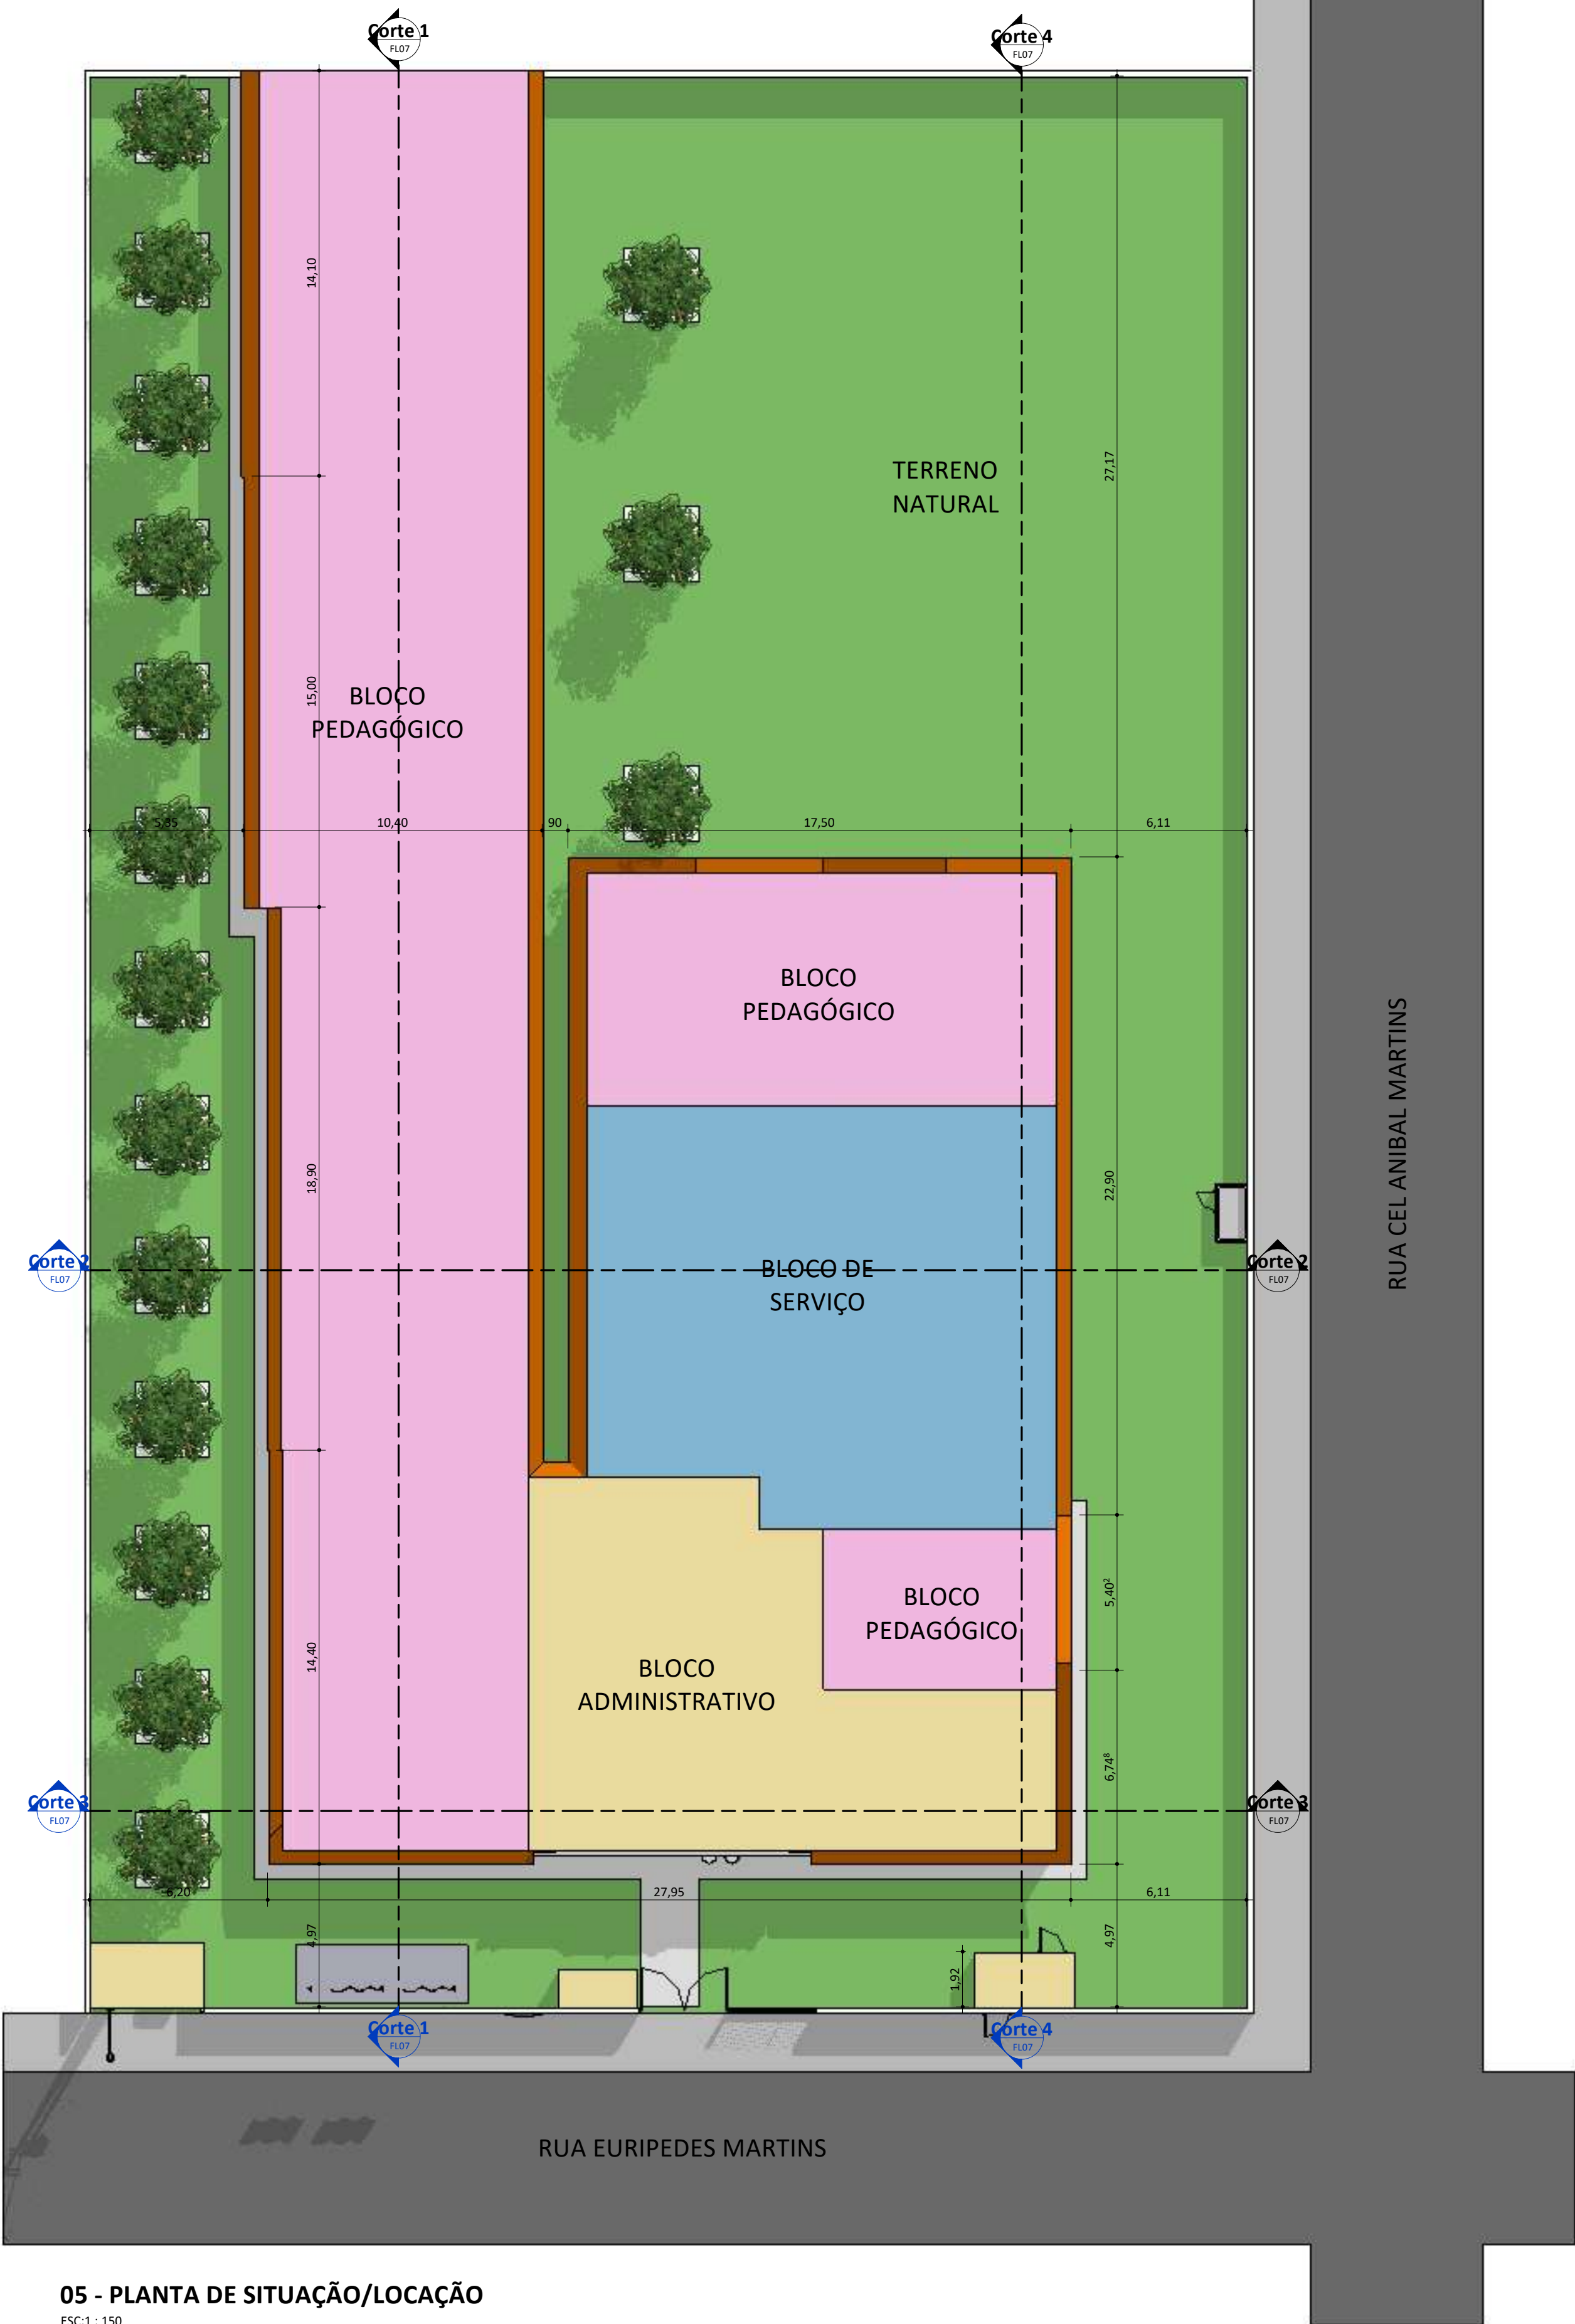 Corte 1
FL07
Corte 4
FL07
14,10
TERRENO
NATURAL
27,17
15,00
BLOCO
PEDAGÓGICO
5,35
10,40
90
17,50
6,11
BLOCO
PEDAGÓGICO
18,90
22,90
RUA CEL ANIBAL MARTINS
Corte 2
FL07
BLOCO DE
SERVIÇO
Corte 2
FL07
BLOCO
PEDAGÓGICO
5,40²
14,40
BLOCO
ADMINISTRATIVO
6,74⁸
Corte 3
FL07
Corte 3
FL07
6,20
27,95
6,11
4,97
1,92
4,97
Corte 1
FL07
Corte 4
FL07
RUA EURIPEDES MARTINS
05 - PLANTA DE SITUAÇÃO/LOCAÇÃO
ESC:1 : 150